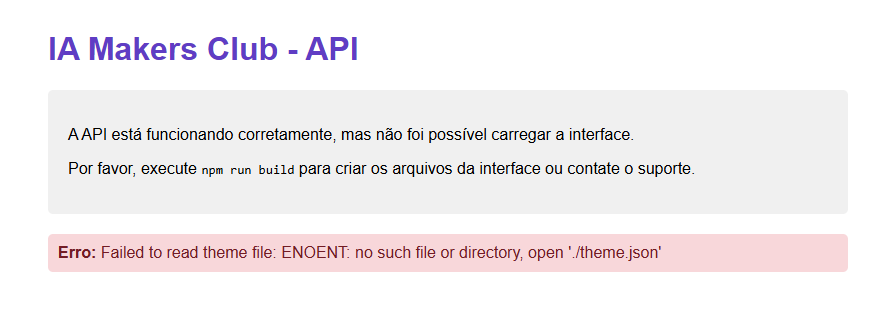 IA Makers Club - API
A API está funcionando corretamente, mas não foi possível carregar a interface.
Por favor, execute npm run build para criar os arquivos da interface ou contate o suporte.
Erro: Failed to read theme file: ENOENT: no such file or directory, open './theme.json'